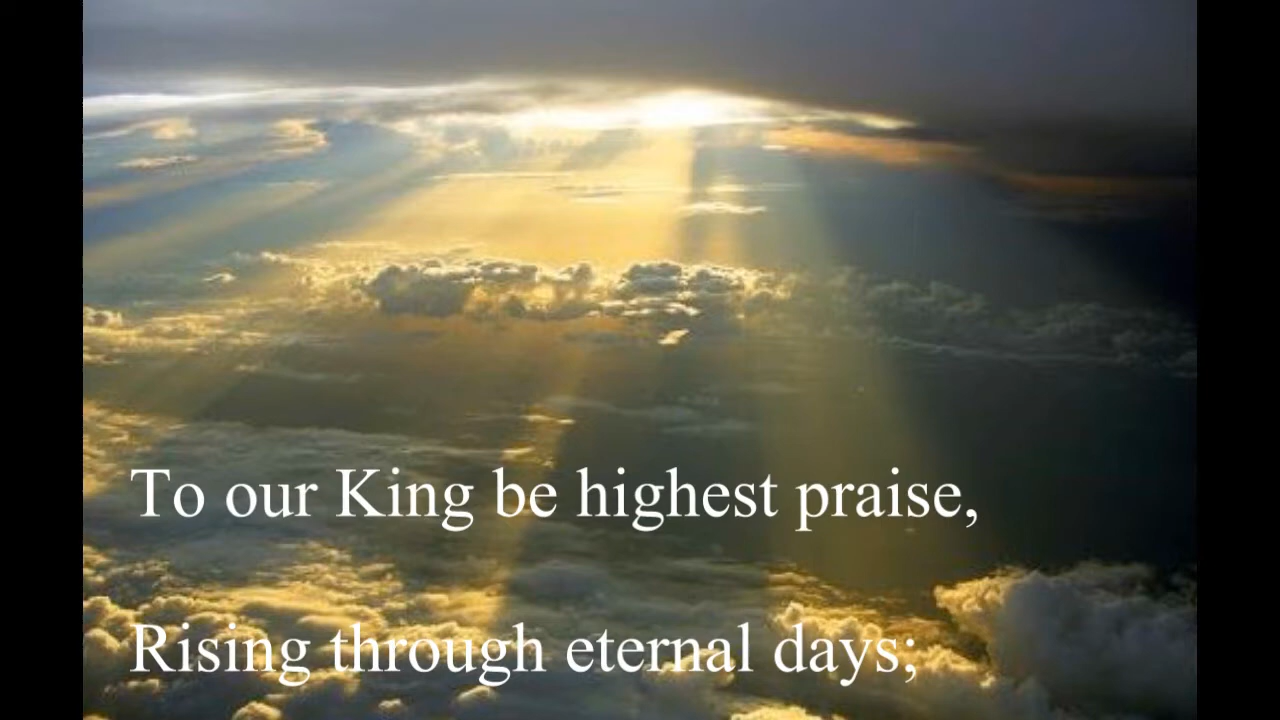 To our King be highest praise,
Rising through eternal days;